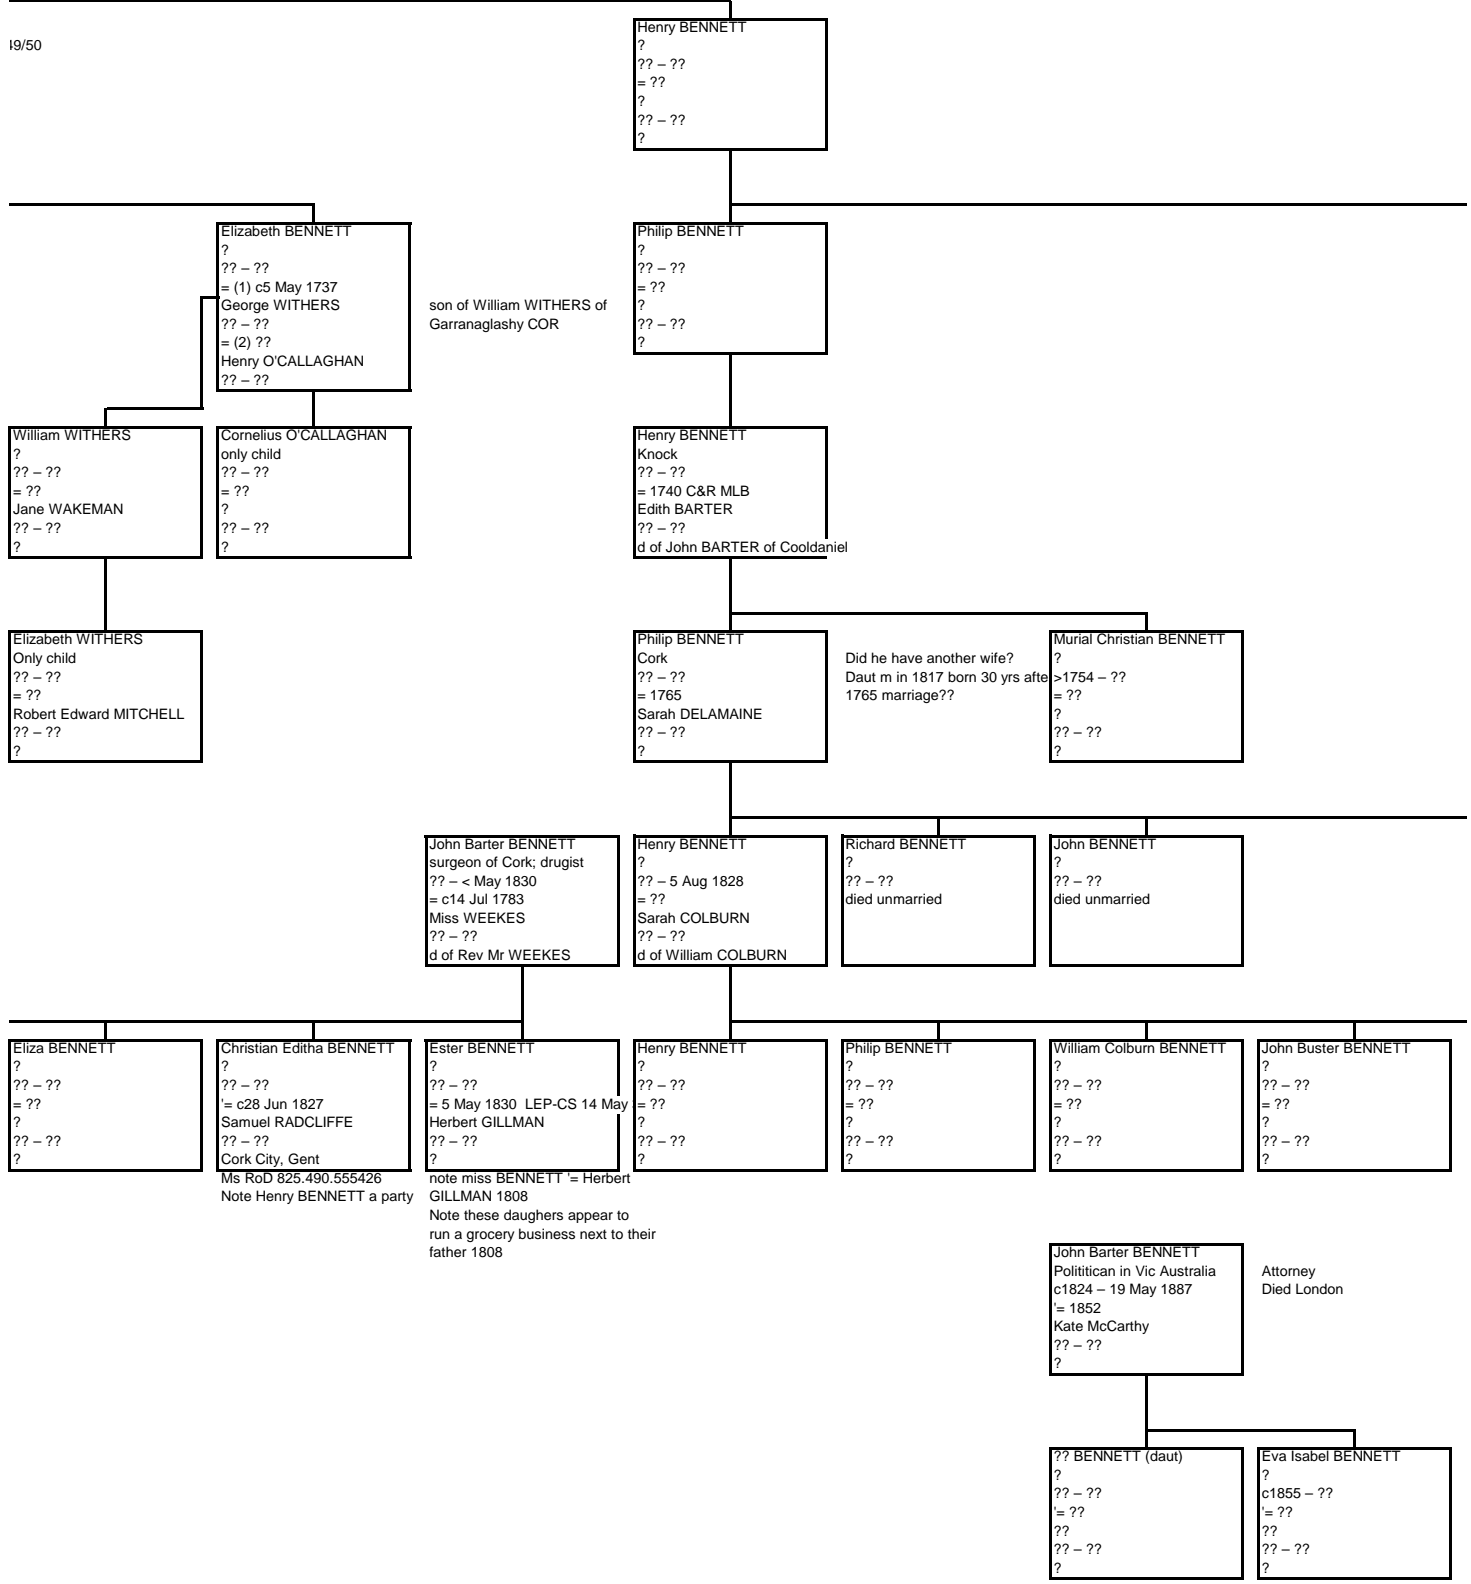 Henry BENNETT
?
?? – ??
= ??
?
?? – ??
?
49/50
Elizabeth BENNETT
?
?? – ??
= (1) c5 May 1737
George WITHERS
?? – ??
= (2) ??
Henry O'CALLAGHAN
?? – ??
son of William WITHERS of
Garranaglashy COR
Philip BENNETT
?
?? – ??
= ??
?
?? – ??
?
William WITHERS
?
?? – ??
= ??
Jane WAKEMAN
?? – ??
?
Cornelius O'CALLAGHAN
only child
?? – ??
= ??
?
?? – ??
?
Henry BENNETT
Knock
?? – ??
= 1740 C&R MLB
Edith BARTER
?? – ??
d of John BARTER of Cooldaniel
Elizabeth WITHERS
Only child
?? – ??
= ??
Robert Edward MITCHELL
?? – ??
?
Philip BENNETT
Cork
?? – ??
= 1765
Sarah DELAMAINE
?? – ??
?
Did he have another wife?
Daut m in 1817 born 30 yrs afte
1765 marriage??
Murial Christian BENNETT
?
>1754 – ??
= ??
?
?? – ??
?
John Barter BENNETT
surgeon of Cork; drugist
?? – < May 1830
= c14 Jul 1783
Miss WEEKES
?? – ??
d of Rev Mr WEEKES
Henry BENNETT
?
?? – 5 Aug 1828
= ??
Sarah COLBURN
?? – ??
d of William COLBURN
Richard BENNETT
?
?? – ??
died unmarried
John BENNETT
?
?? – ??
died unmarried
Eliza BENNETT
?
?? – ??
= ??
?
?? – ??
?
Christian Editha BENNETT
?
?? – ??
'= c28 Jun 1827
Samuel RADCLIFFE
?? – ??
Cork City, Gent
Ms RoD 825.490.555426
Note Henry BENNETT a party
Ester BENNETT
?
?? – ??
= 5 May 1830  LEP-CS 14 May
Herbert GILLMAN
?? – ??
?
note miss BENNETT '= Herbert
GILLMAN 1808
Note these daughers appear to
run a grocery business next to their
father 1808
Henry BENNETT
?
?? – ??
= ??
?
?? – ??
?
Philip BENNETT
?
?? – ??
= ??
?
?? – ??
?
William Colburn BENNETT
?
?? – ??
= ??
?
?? – ??
?
John Buster BENNETT
?
?? – ??
= ??
?
?? – ??
?
John Barter BENNETT
Polititican in Vic Australia
c1824 – 19 May 1887
'= 1852
Kate McCarthy
?? – ??
?
Attorney
Died London
?? BENNETT (daut)
?
?? – ??
'= ??
??
?? – ??
?
Eva Isabel BENNETT
?
c1855 – ??
'= ??
??
?? – ??
?